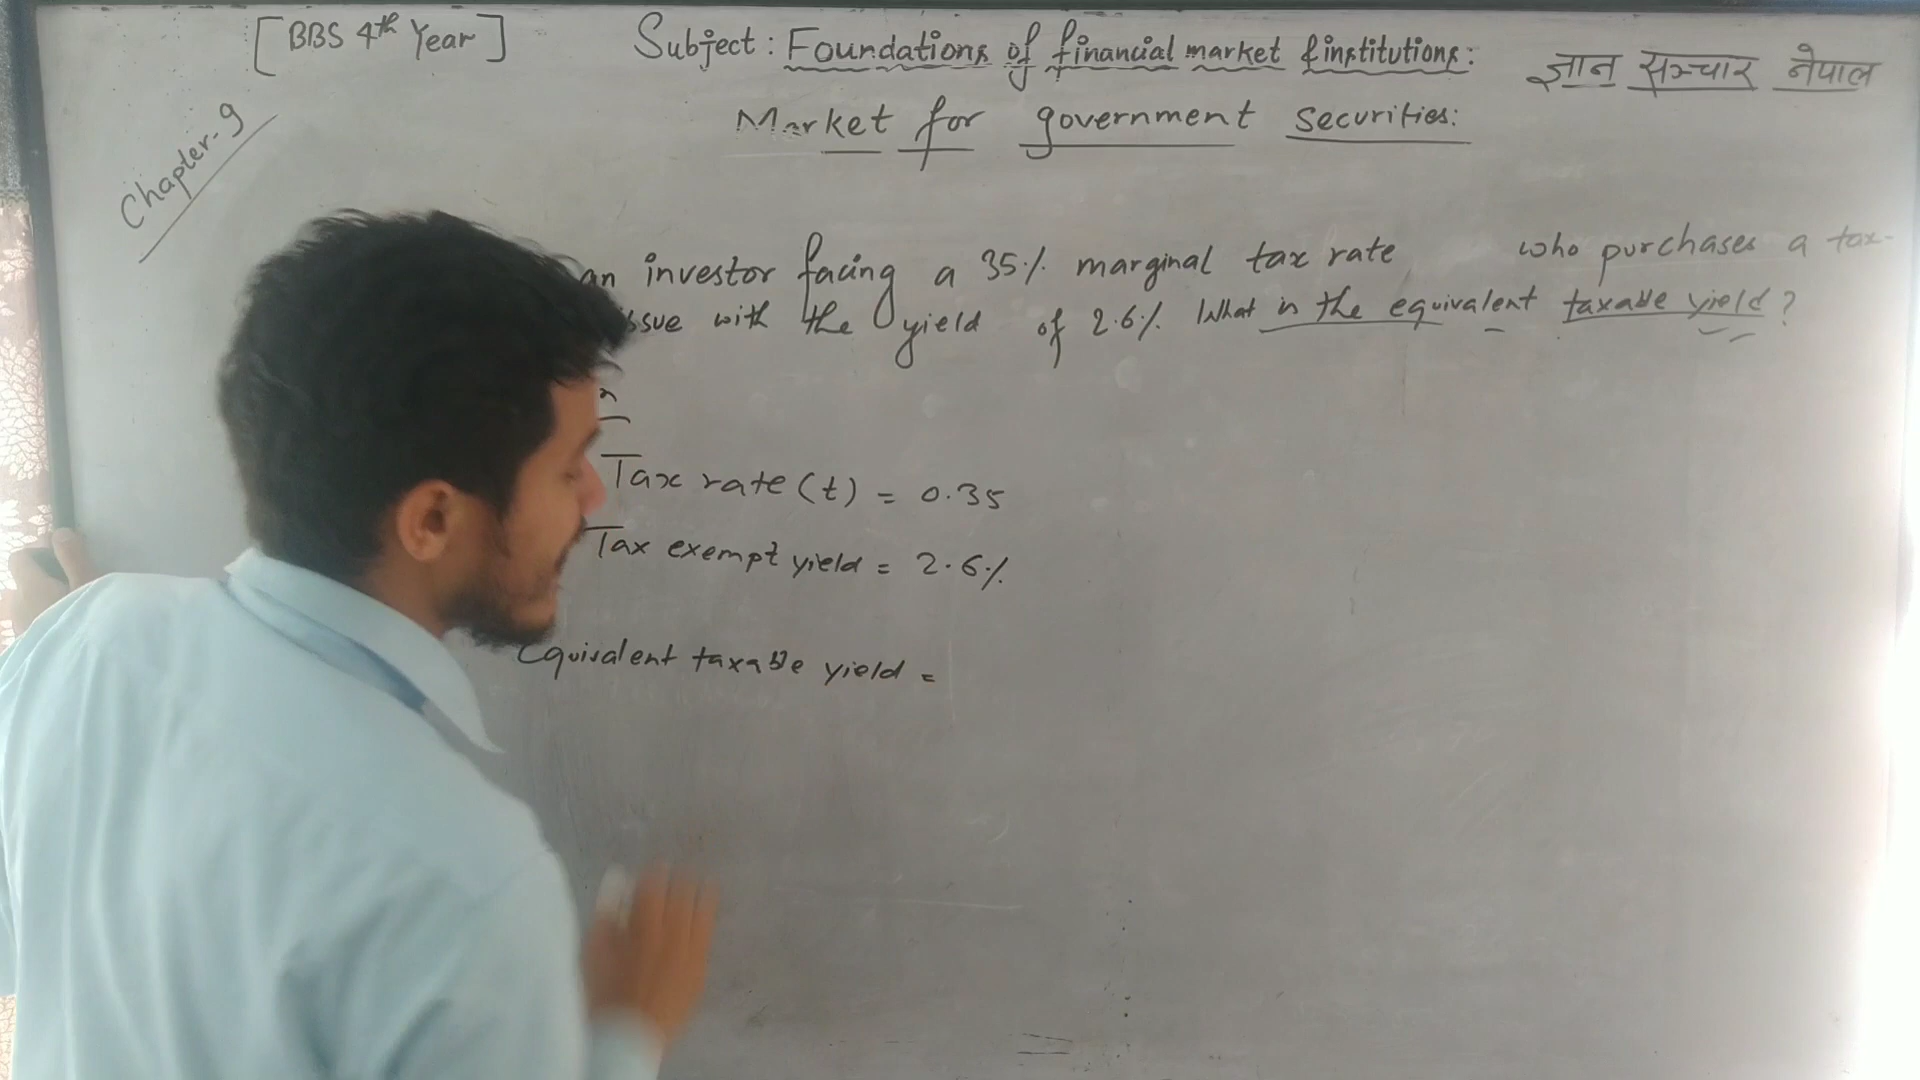 [BBS 4th Year]
Subject: Foundations of financial market & institutions:
ज्ञान सञ्चार नेपाल
Market for government securities:
Chapter-9
an investor facing a 35% marginal tax rate who purchases a tax-
issue with the yield of 2.6%. What is the equivalent taxable yield?
n
Tax rate (t) = 0.35
Tax exempt yield = 2.6%
Equivalent taxable yield =